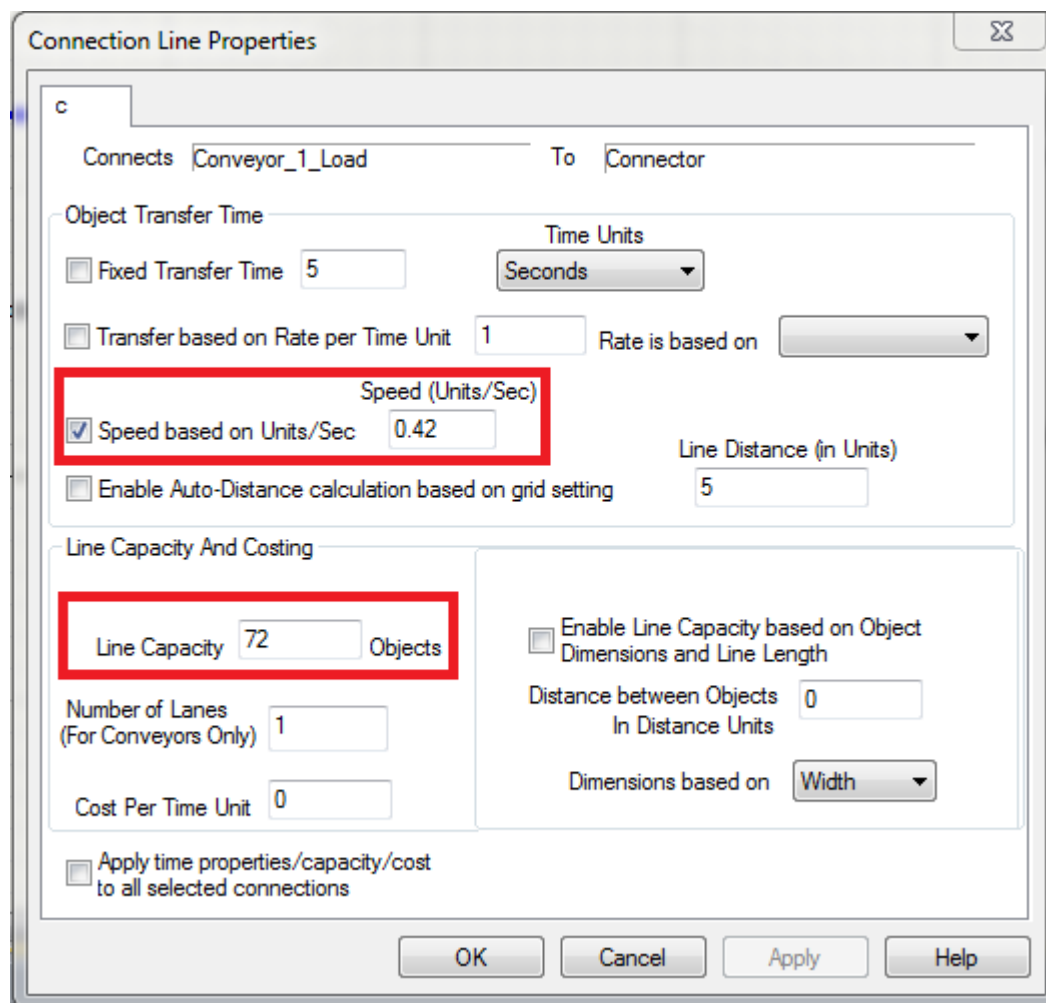 Connection Line Properties
c
Connects Conveyor_1_Load To Connector
Object Transfer Time
Time Units
Fixed Transfer Time 5 Seconds
Transfer based on Rate per Time Unit 1 Rate is based on
Speed (Units/Sec)
Speed based on Units/Sec 0.42
Line Distance (in Units)
Enable Auto-Distance calculation based on grid setting 5
Line Capacity And Costing
Line Capacity 72 Objects
Number of Lanes
(For Conveyors Only) 1
Cost Per Time Unit 0
Enable Line Capacity based on Object
Dimensions and Line Length
Distance between Objects 0
In Distance Units
Dimensions based on Width
Apply time properties/capacity/cost
to all selected connections
OK Cancel Apply Help